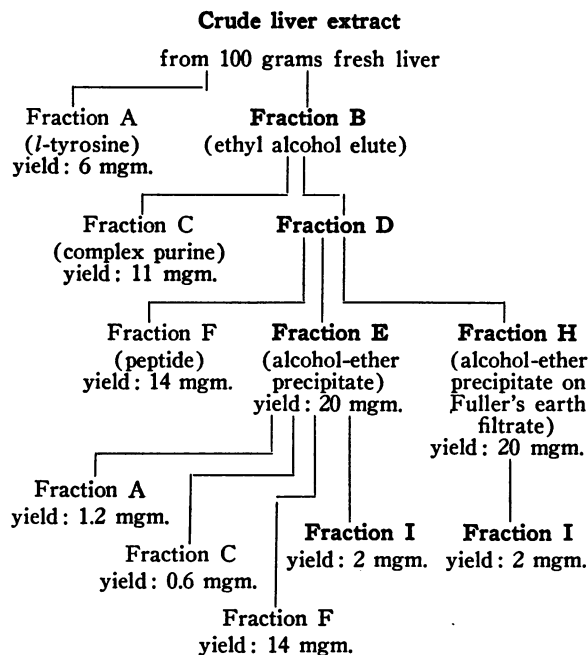 Crude liver extract
from 100 grams fresh liver
Fraction A
(l-tyrosine)
yield: 6 mgm.
Fraction B
(ethyl alcohol elute)
Fraction C
(complex purine)
yield: 11 mgm.
Fraction D
Fraction F
(peptide)
yield: 14 mgm.
Fraction E
(alcohol-ether
precipitate)
yield: 20 mgm.
Fraction H
(alcohol-ether
precipitate on
Fuller's earth
filtrate)
yield: 20 mgm.
Fraction A
yield: 1.2 mgm.
Fraction C
yield: 0.6 mgm.
Fraction F
yield: 14 mgm.
Fraction I
yield: 2 mgm.
Fraction I
yield: 2 mgm.